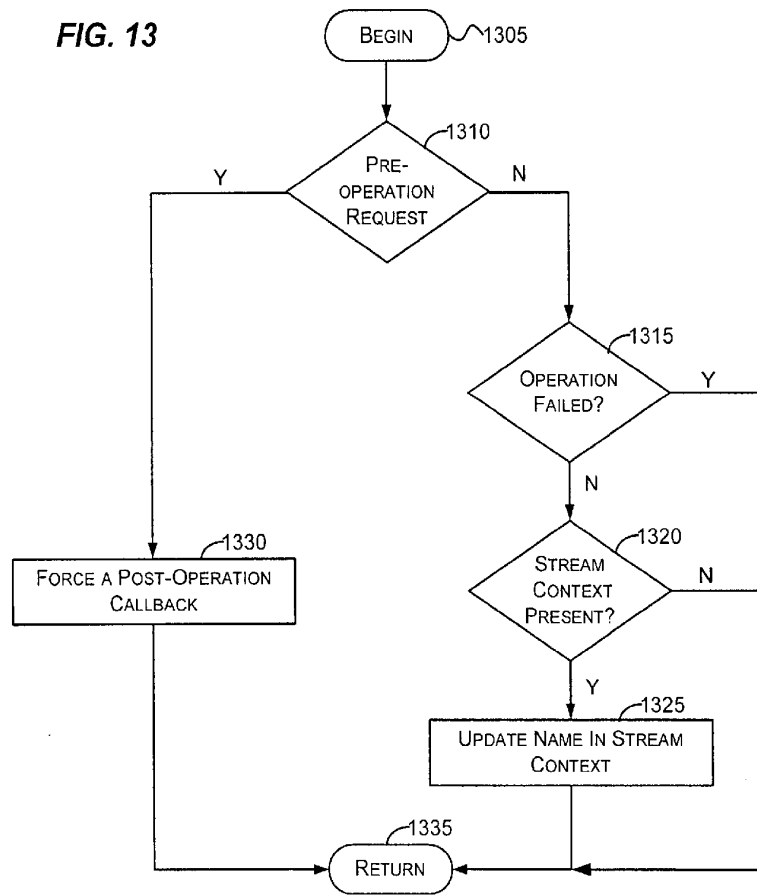 FIG. 13
BEGIN
1305
1310
PRE-
OPERATION
REQUEST
Y
N
1315
OPERATION
FAILED?
Y
N
1320
STREAM
CONTEXT
PRESENT?
N
Y
1330
FORCE A POST-OPERATION
CALLBACK
1325
UPDATE NAME IN STREAM
CONTEXT
1335
RETURN